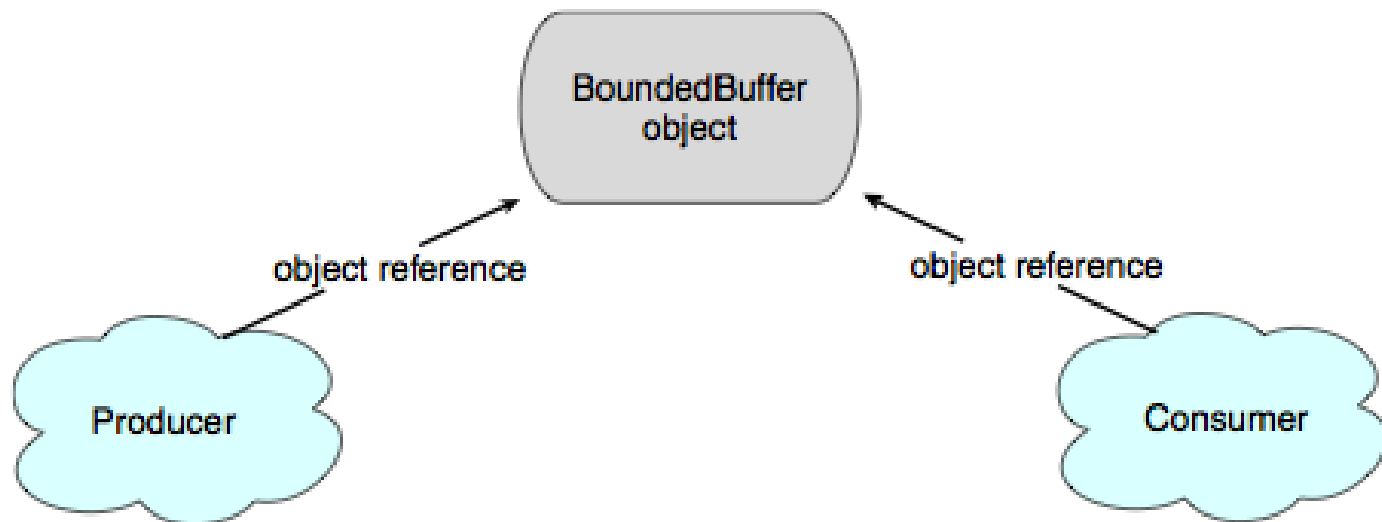 BoundedBuffer
object
object reference
object reference
Producer
Consumer